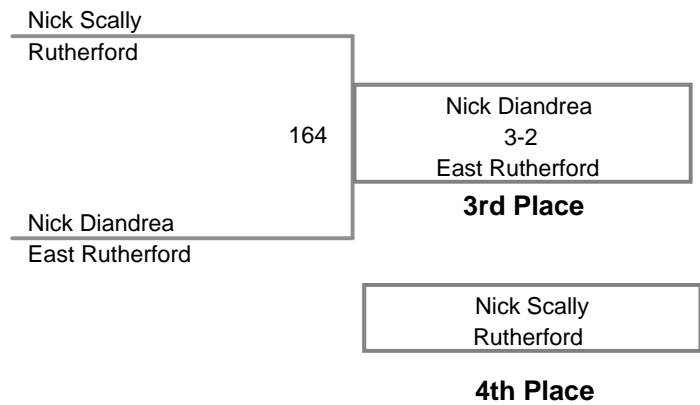 Nick Scally
Rutherford
164
Nick Diandrea
3-2
East Rutherford
3rd Place
Nick Diandrea
East Rutherford
Nick Scally
Rutherford
4th Place